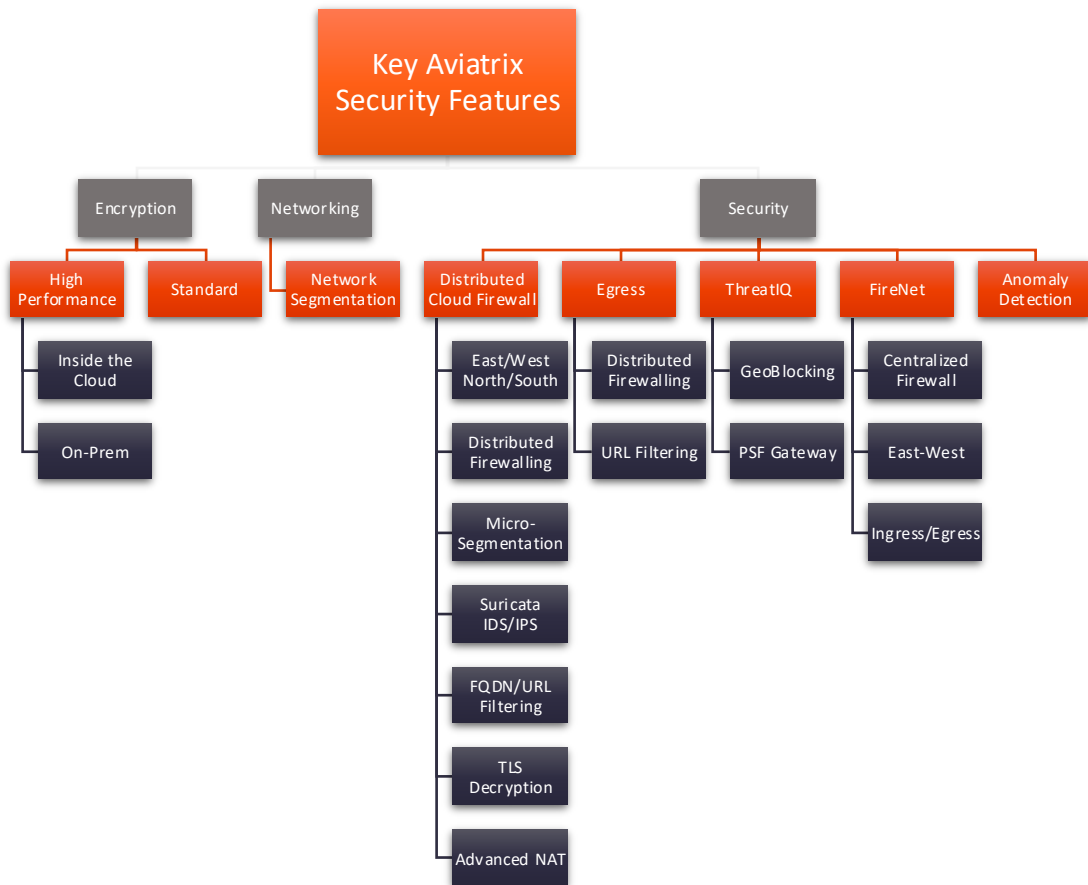 Key Aviatrix
Security Features
Encryption
Networking
Security
High
Performance
Standard
Network
Segmentation
Distributed
Cloud Firewall
Egress
ThreatIQ
FireNet
Anomaly
Detection
Inside the
Cloud
On-Prem
East/West
North/South
Distributed
Firewalling
Micro-
Segmentation
Suricata
IDS/IPS
FQDN/URL
Filtering
TLS
Decryption
Advanced NAT
Distributed
Firewalling
URL Filtering
GeoBlocking
PSF Gateway
Centralized
Firewall
East-West
Ingress/Egress